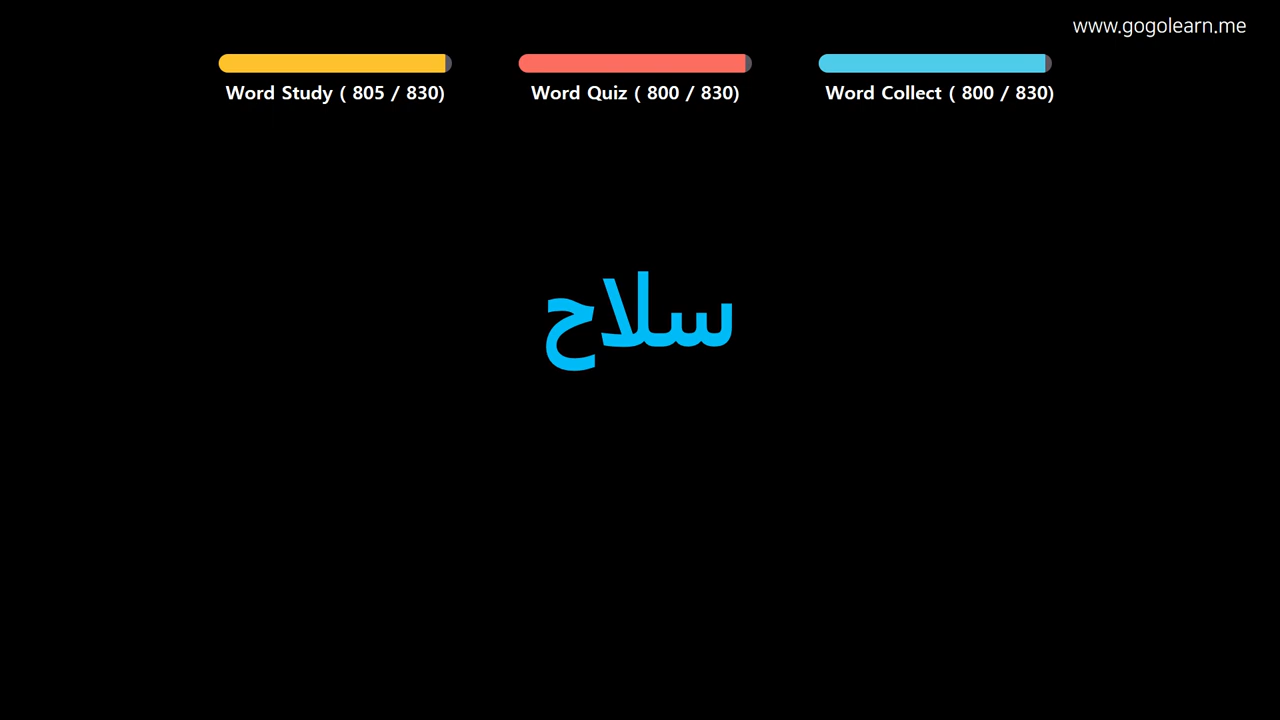 www.gogolearn.me
Word Study ( 805 / 830)
Word Quiz ( 800 / 830)
Word Collect ( 800 / 830)
سلاح